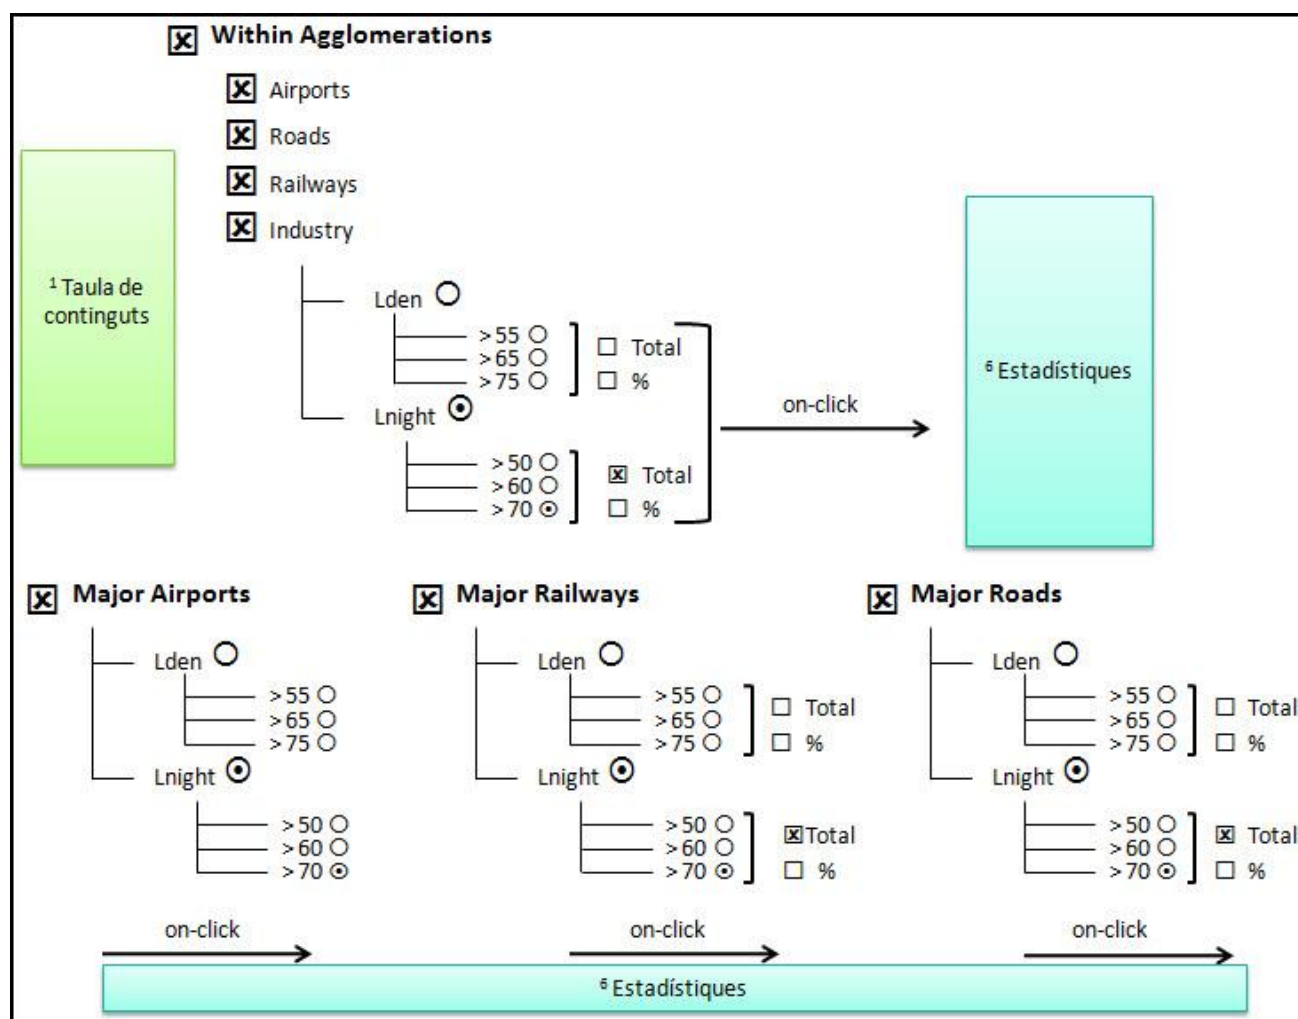 Within Agglomerations
Airports
Roads
Railways
Industry
¹ Taula de
continguts
Lden
>55
>65
>75
Total
%
Lnight
>50
>60
>70
Total
%
on-click
⁶ Estadístiques
Major Airports
Lden
>55
>65
>75
Lnight
>50
>60
>70
on-click
Major Railways
Lden
>55
>65
>75
Total
%
Lnight
>50
>60
>70
Total
%
on-click
Major Roads
Lden
>55
>65
>75
Total
%
Lnight
>50
>60
>70
Total
%
on-click
⁶ Estadístiques